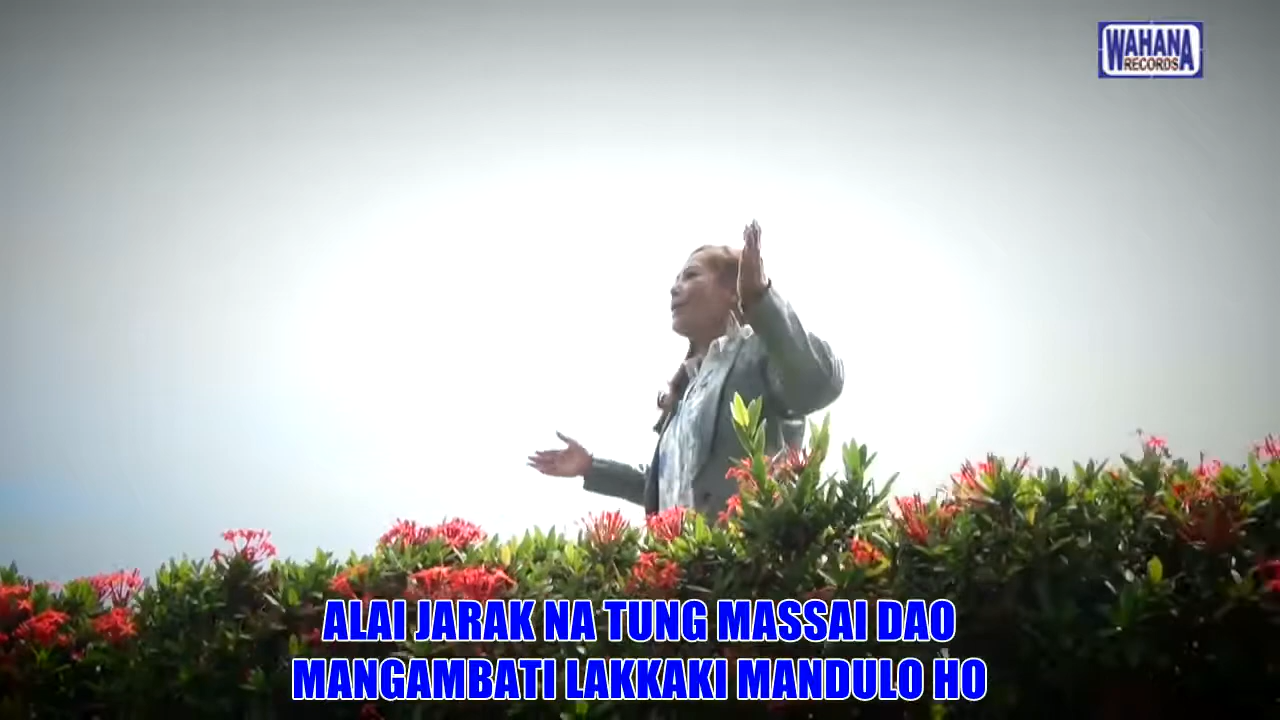 WAHANA
RECORDS
ALAI JARAK NA TUNG MASSAI DAO
MANGAMBATI LAKKAKI MANDULO HO